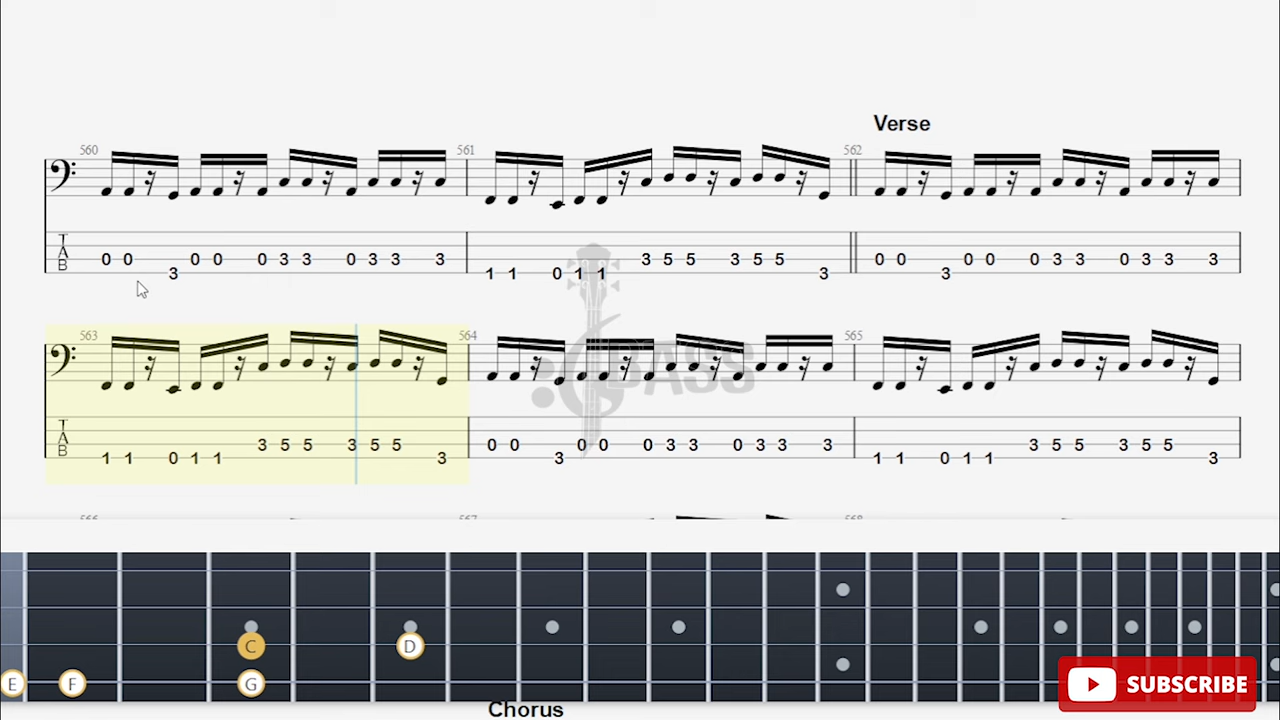 Verse
560 561 562
T
A
B
0 0 3 0 0 0 3 3 0 3 3 3 1 1 0 1 1 3 5 5 3 5 5 3 0 0 3 0 0 0 3 3 0 3 3 3
563 564 565
BASS
T
A
B
1 1 0 1 1 3 5 5 3 5 5 3 0 0 3 0 0 0 3 3 0 3 3 3 1 1 0 1 1 3 5 5 3 5 5 3
566 567 568
C D
E F G
SUBSCRIBE
Chorus